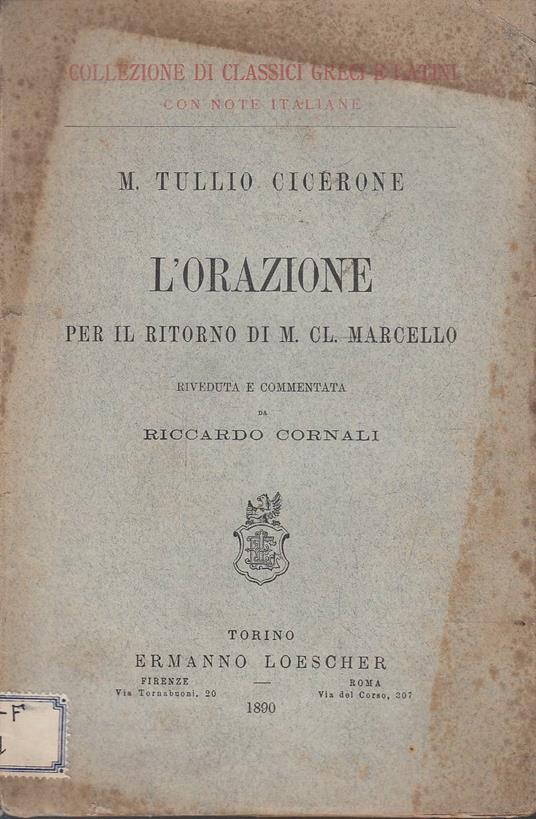 COLLEZIONE DI CLASSICI GRECI E LATINI
CON NOTE ITALIANE
M. TULLIO CICERONE
L'ORAZIONE
PER IL RITORNO DI M. CL. MARCELLO
RIVEDUTA E COMMENTATA
DA
RICCARDO CORNALI
TORINO
ERMANNO LOESCHER
FIRENZE
Via Tornabuoni, 20
ROMA
Via del Corso, 307
1890
-F